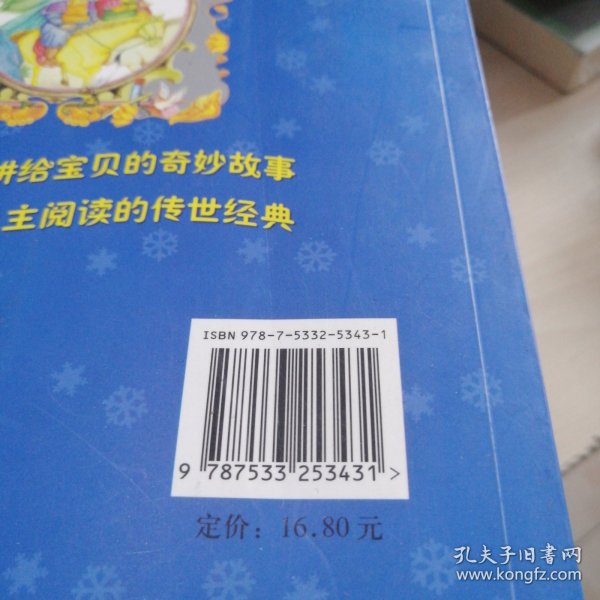 讲给宝贝的奇妙故事
主阅读的传世经典
ISBN 978-7-5332-5343-1
9 787533 253431 >
定价：16.80元
孔夫子旧书网
www.kongfz.com